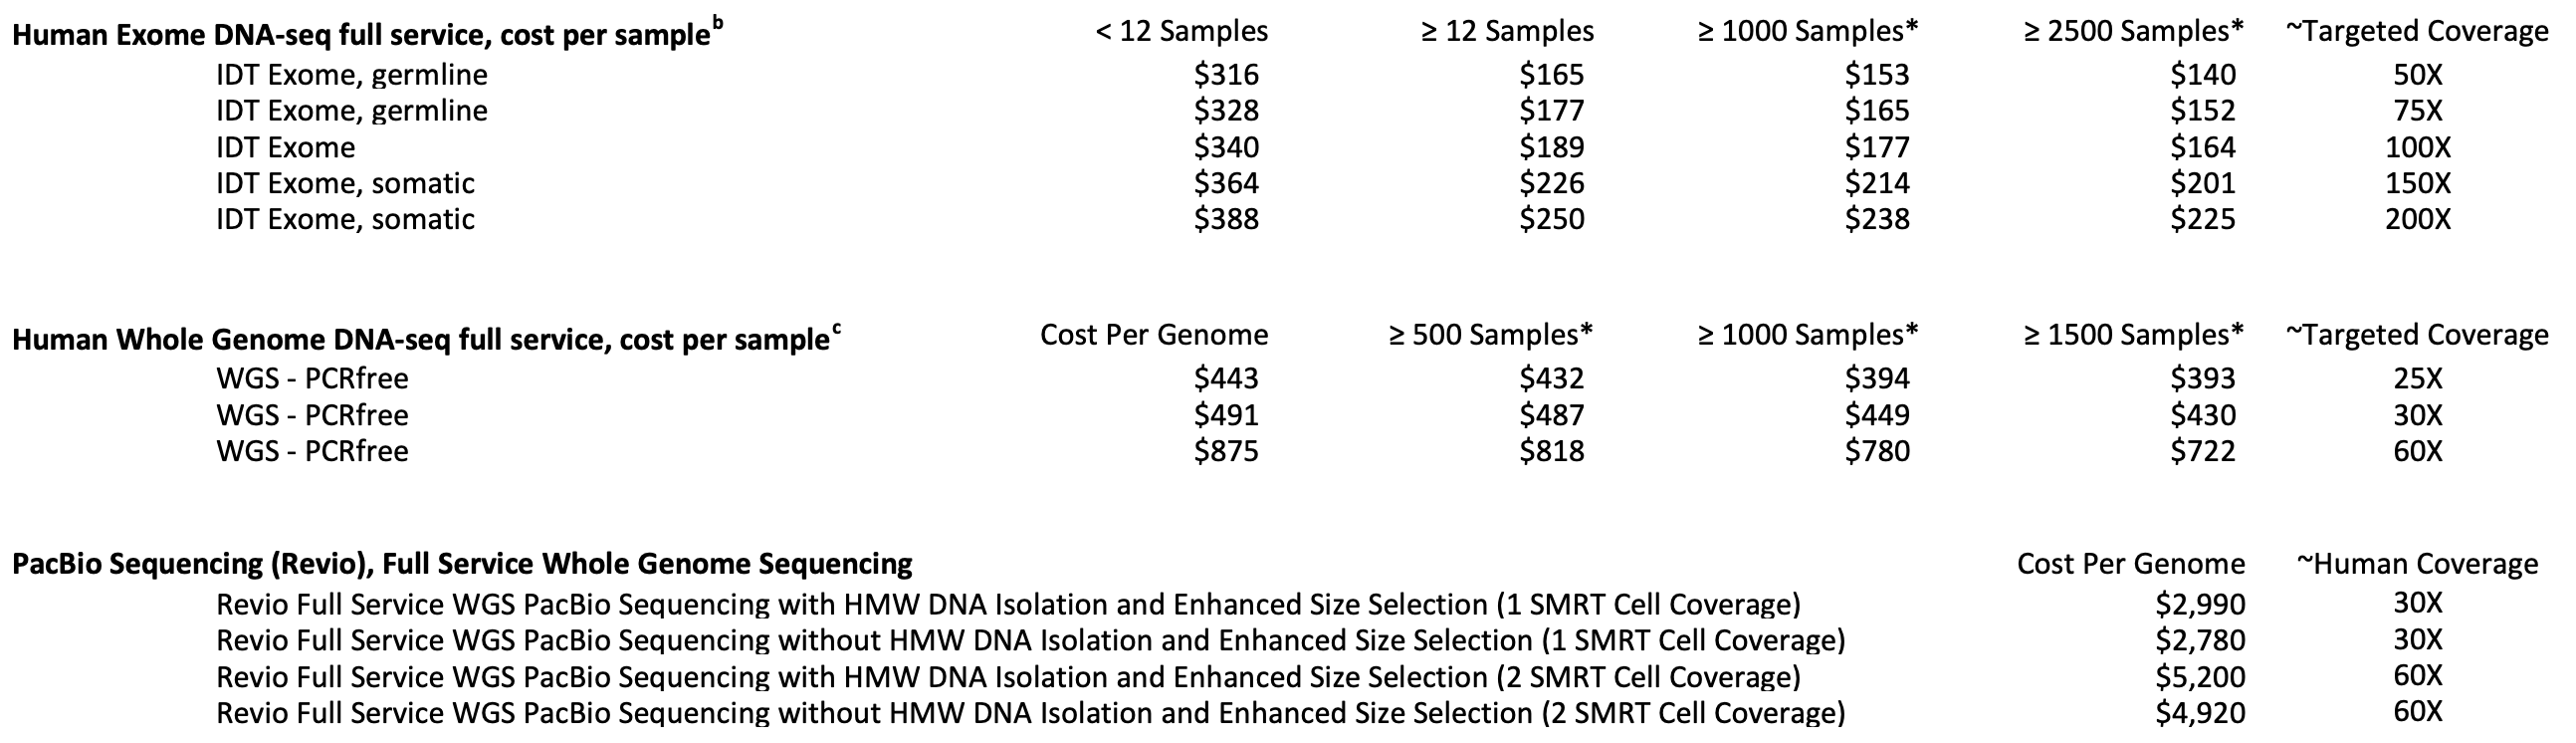 Human Exome DNA-seq full service, cost per sample^b < 12 Samples ≥ 12 Samples ≥ 1000 Samples* ≥ 2500 Samples* ~Targeted Coverage
IDT Exome, germline $316 $165 $153 $140 50X
IDT Exome, germline $328 $177 $165 $152 75X
IDT Exome $340 $189 $177 $164 100X
IDT Exome, somatic $364 $226 $214 $201 150X
IDT Exome, somatic $388 $250 $238 $225 200X
Human Whole Genome DNA-seq full service, cost per sample^c Cost Per Genome ≥ 500 Samples* ≥ 1000 Samples* ≥ 1500 Samples* ~Targeted Coverage
WGS - PCRfree $443 $432 $394 $393 25X
WGS - PCRfree $491 $487 $449 $430 30X
WGS - PCRfree $875 $818 $780 $722 60X
PacBio Sequencing (Revio), Full Service Whole Genome Sequencing Cost Per Genome ~Human Coverage
Revio Full Service WGS PacBio Sequencing with HMW DNA Isolation and Enhanced Size Selection (1 SMRT Cell Coverage) $2,990 30X
Revio Full Service WGS PacBio Sequencing without HMW DNA Isolation and Enhanced Size Selection (1 SMRT Cell Coverage) $2,780 30X
Revio Full Service WGS PacBio Sequencing with HMW DNA Isolation and Enhanced Size Selection (2 SMRT Cell Coverage) $5,200 60X
Revio Full Service WGS PacBio Sequencing without HMW DNA Isolation and Enhanced Size Selection (2 SMRT Cell Coverage) $4,920 60X